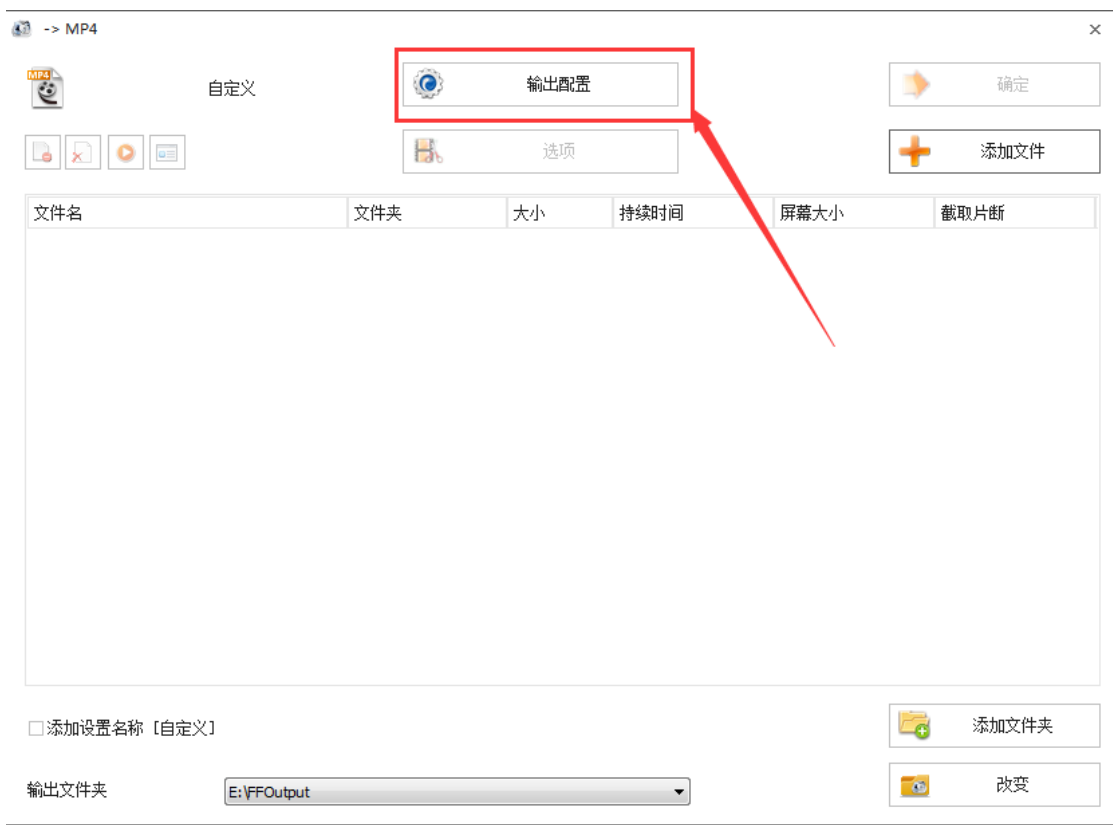 -> MP4
MP4
自定义
输出配置
确定
选项
添加文件
文件名 文件夹 大小 持续时间 屏幕大小 截取片断
添加设置名称 [自定义]
添加文件夹
输出文件夹
E:\FFOutput
改变